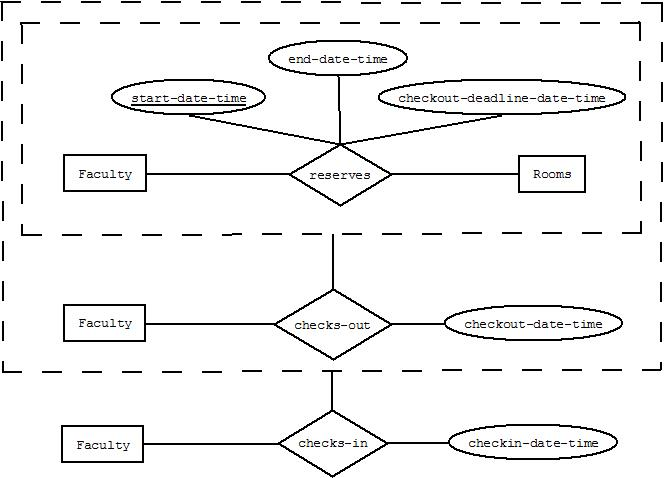 end-date-time
start-date-time
checkout-deadline-date-time
Faculty
reserves
Rooms
Faculty
checks-out
checkout-date-time
Faculty
checks-in
checkin-date-time